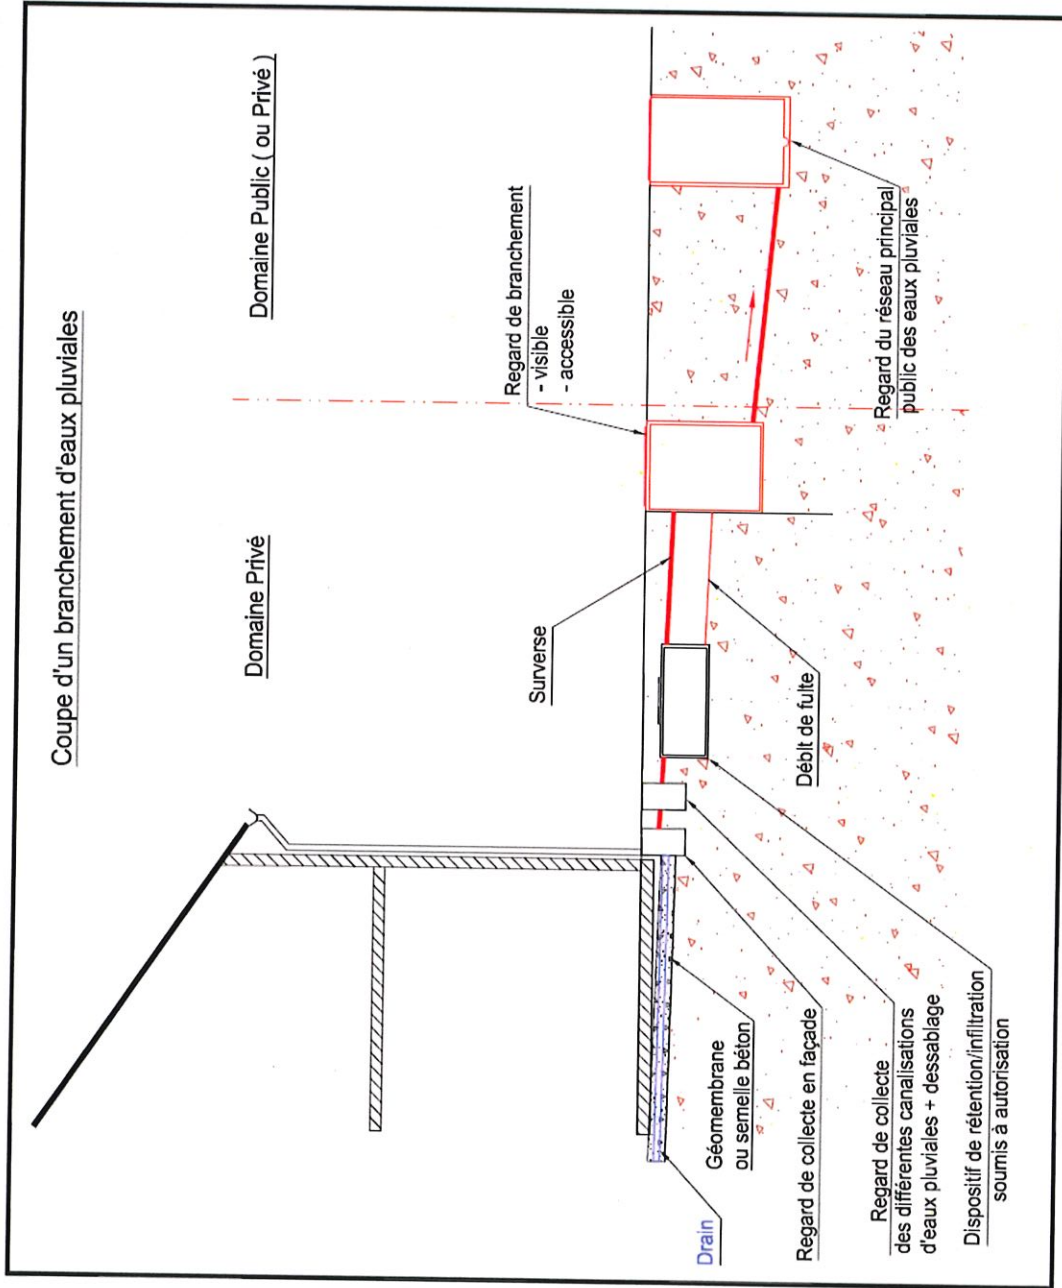 Coupe d'un branchement d'eaux pluviales
Domaine Privé
Domaine Public ( ou Privé )
Regard de branchement
- visible
- accessible
Surverse
Drain
Géomembrane
ou semelle béton
Regard de collecte en façade
Regard de collecte
des différentes canalisations
d'eaux pluviales + dessablage
Dispositif de rétention/infiltration
soumis à autorisation
Débit de fuite
Regard du réseau principal
public des eaux pluviales